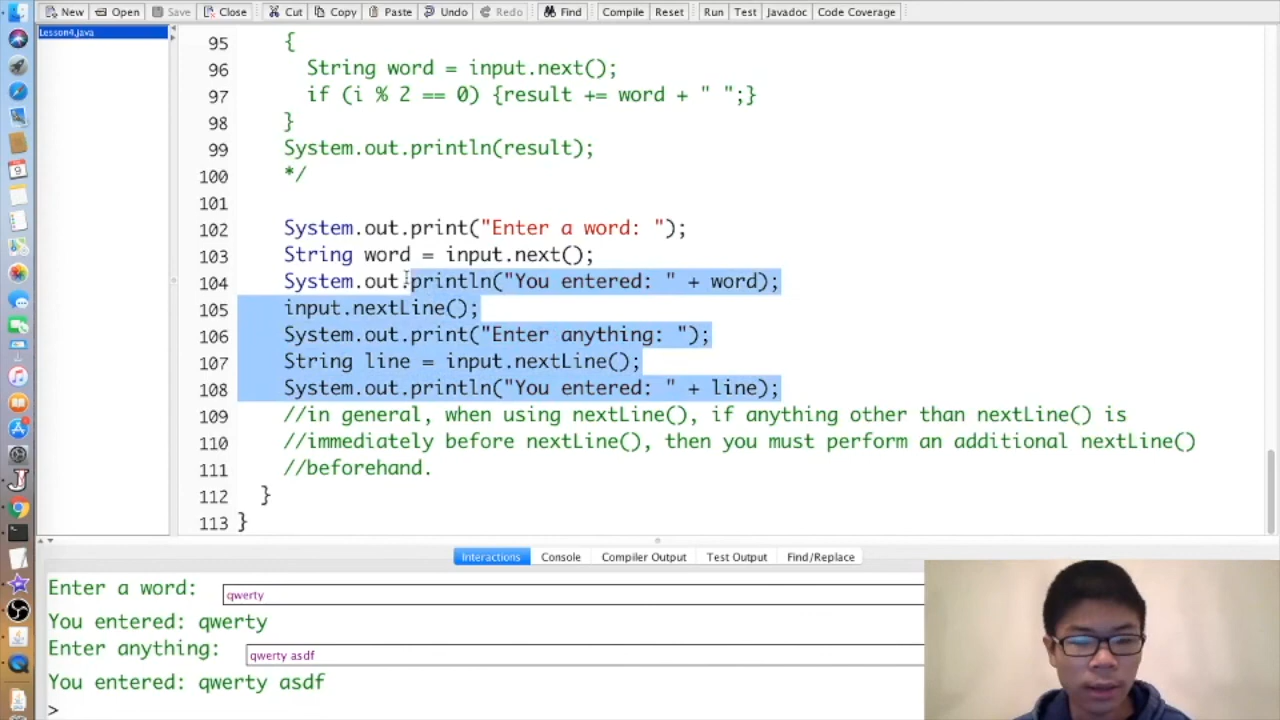 New Open Save Close Cut Copy Paste Undo Redo Find Compile Reset Run Test Javadoc Code Coverage
Lesson4.java
95 {
96 String word = input.next();
97 if (i % 2 == 0) {result += word + " ";}
98 }
99 System.out.println(result);
100 */
101
102 System.out.print("Enter a word: ");
103 String word = input.next();
104 System.out.println("You entered: " + word);
105 input.nextLine();
106 System.out.print("Enter anything: ");
107 String line = input.nextLine();
108 System.out.println("You entered: " + line);
109 //in general, when using nextLine(), if anything other than nextLine() is
110 //immediately before nextLine(), then you must perform an additional nextLine()
111 //beforehand.
112 }
113 }
Interactions Console Compiler Output Test Output Find/Replace
Enter a word: qwerty
You entered: qwerty
Enter anything: qwerty asdf
You entered: qwerty asdf
>